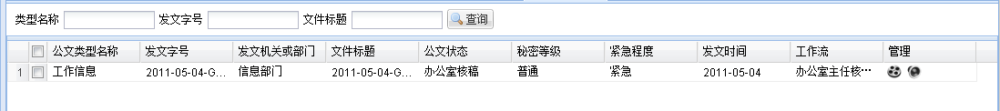 类型名称 发文字号 文件标题 查询
公文类型名称 发文字号 发文机关或部门 文件标题 公文状态 秘密等级 紧急程度 发文时间 工作流 管理
1 工作信息 2011-05-04-G... 信息部门 2011-05-04-G... 办公室核稿 普通 紧急 2011-05-04 办公室主任核...